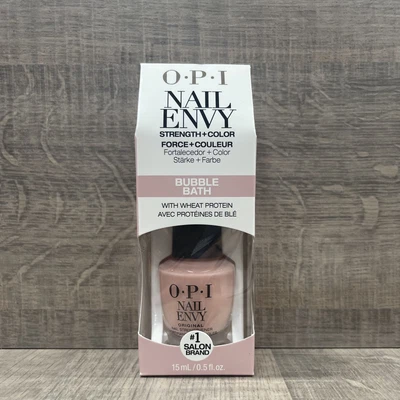 O·P·I
NAIL
ENVY
STRENGTH+COLOR
FORCE+COULEUR
Fortalecedor + Color
Stärke + Farbe
BUBBLE
BATH
WITH WHEAT PROTEIN
AVEC PROTÉINES DE BLÉ
O·P·I
NAIL
ENVY
ORIGINAL
#1
SALON
BRAND
15 mL/0.5 fl.oz.